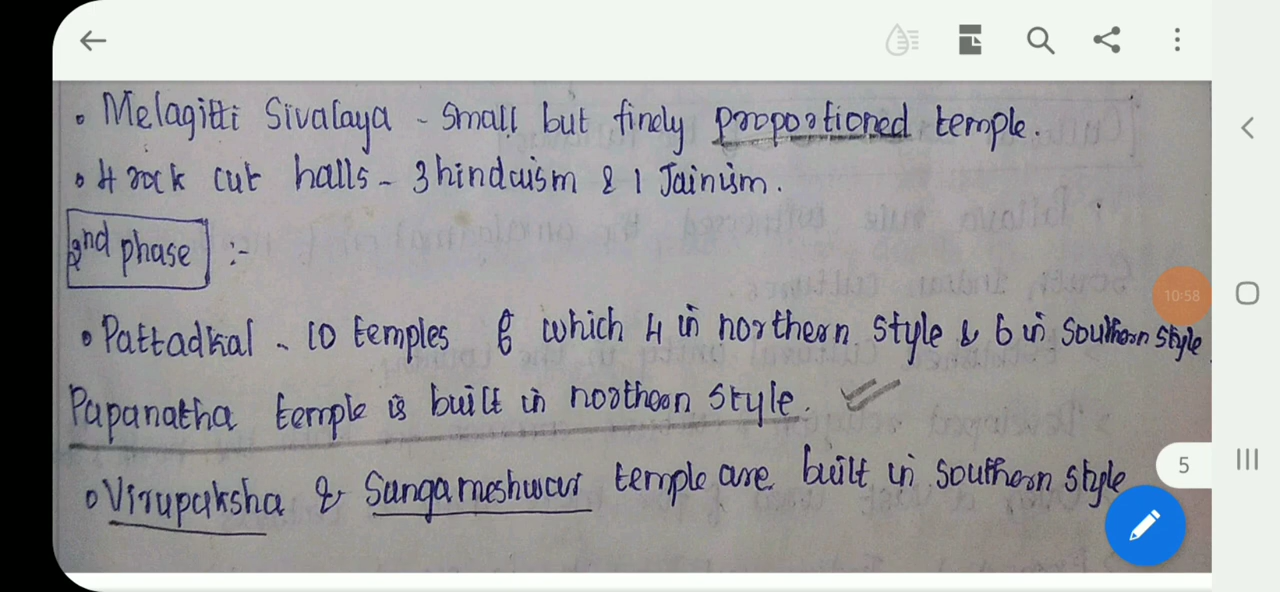 • Melagitti Sivalaya - Small but finely proportioned temple.
• 4 rock cut halls - 3 hinduism & 1 Jainism.
2nd phase :-
• Pattadkal - 10 temples of which 4 in northern style & 6 in Southern style
10:58
Papanatha temple is built in northern style.
5
• Virupaksha & Sangameshwar temple are built in Southern style